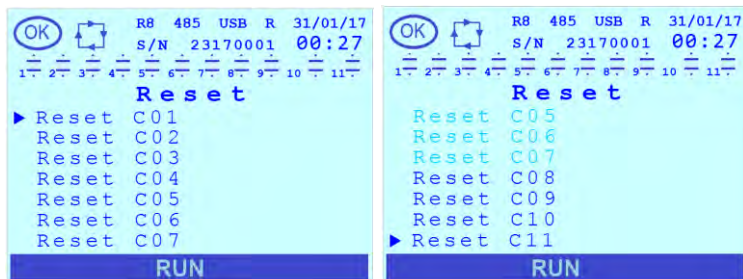 OK R8 485 USB R 31/01/17
S/N 23170001 00:27
1 2 3 4 5 6 7 8 9 10 11
Reset
Reset C01
Reset C02
Reset C03
Reset C04
Reset C05
Reset C06
Reset C07
RUN
OK R8 485 USB R 31/01/17
S/N 23170001 00:27
1 2 3 4 5 6 7 8 9 10 11
Reset
Reset C05
Reset C06
Reset C07
Reset C08
Reset C09
Reset C10
Reset C11
RUN